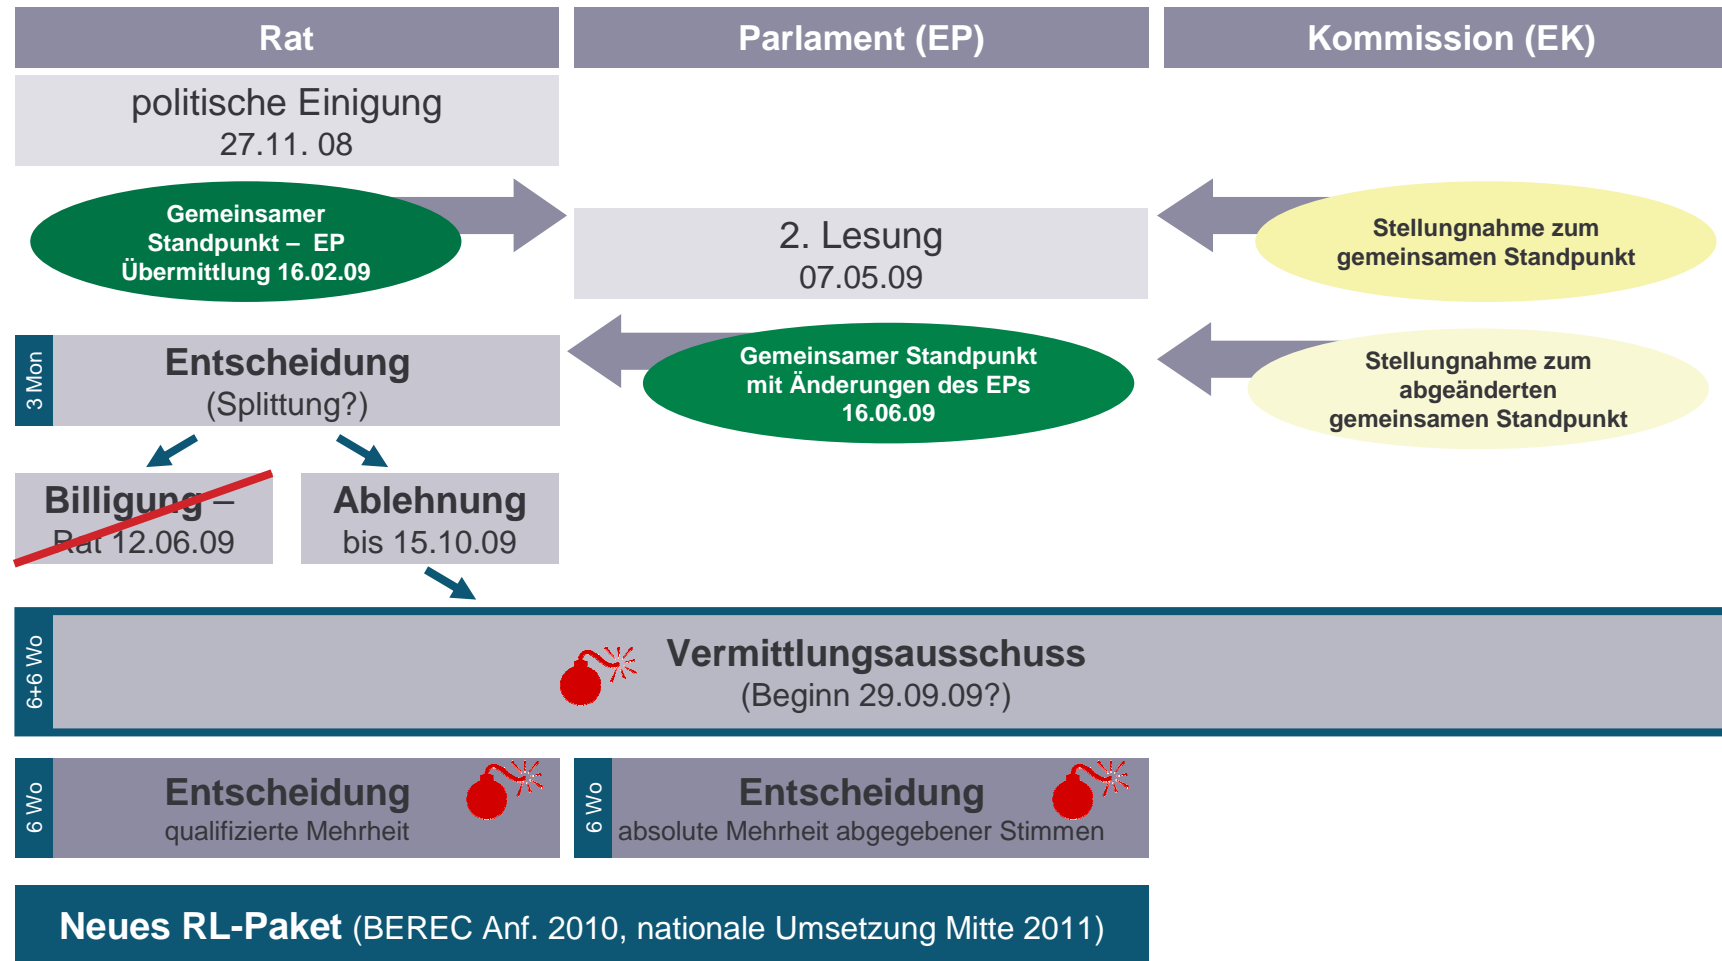 Rat
Parlament (EP)
Kommission (EK)
politische Einigung
27.11. 08
Gemeinsamer
Standpunkt – EP
Übermittlung 16.02.09
2. Lesung
07.05.09
Stellungnahme zum
gemeinsamen Standpunkt
3 Mon
Entscheidung
(Splittung?)
Gemeinsamer Standpunkt
mit Änderungen des EPs
16.06.09
Stellungnahme zum
abgeänderten
gemeinsamen Standpunkt
Billigung –
Rat 12.06.09
Ablehnung
bis 15.10.09
6+6 Wo
Vermittlungsausschuss
(Beginn 29.09.09?)
6 Wo
Entscheidung
qualifizierte Mehrheit
6 Wo
Entscheidung
absolute Mehrheit abgegebener Stimmen
Neues RL-Paket (BEREC Anf. 2010, nationale Umsetzung Mitte 2011)